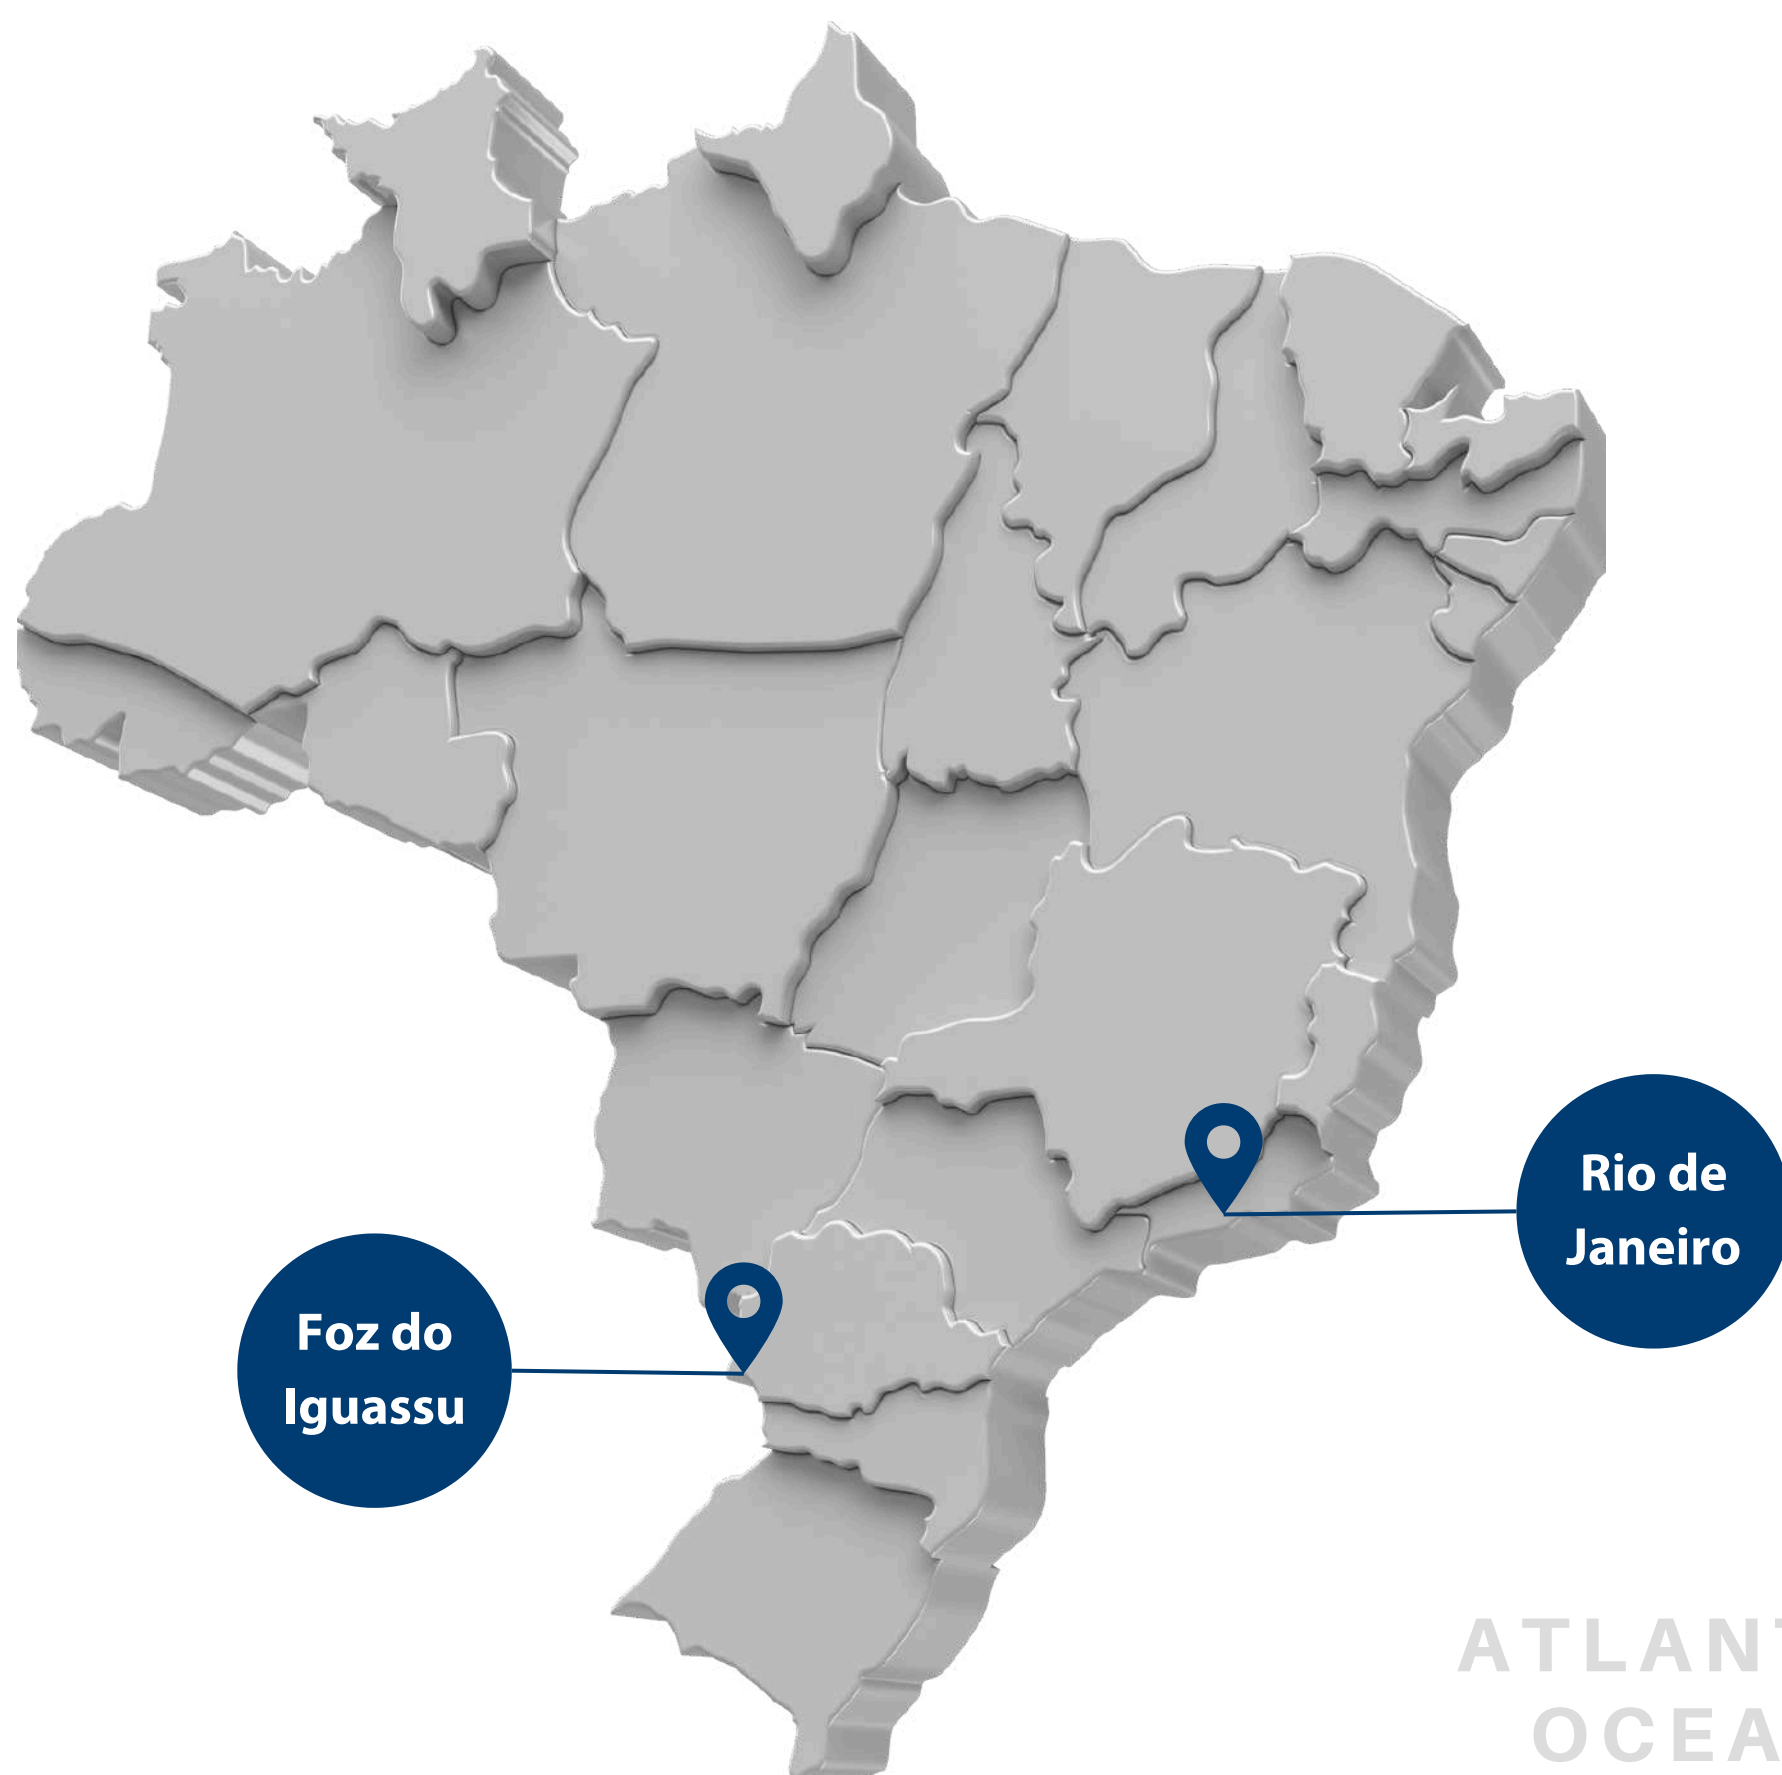 Rio de
Janeiro
Foz do
Iguassu
ATLAN
OCEA